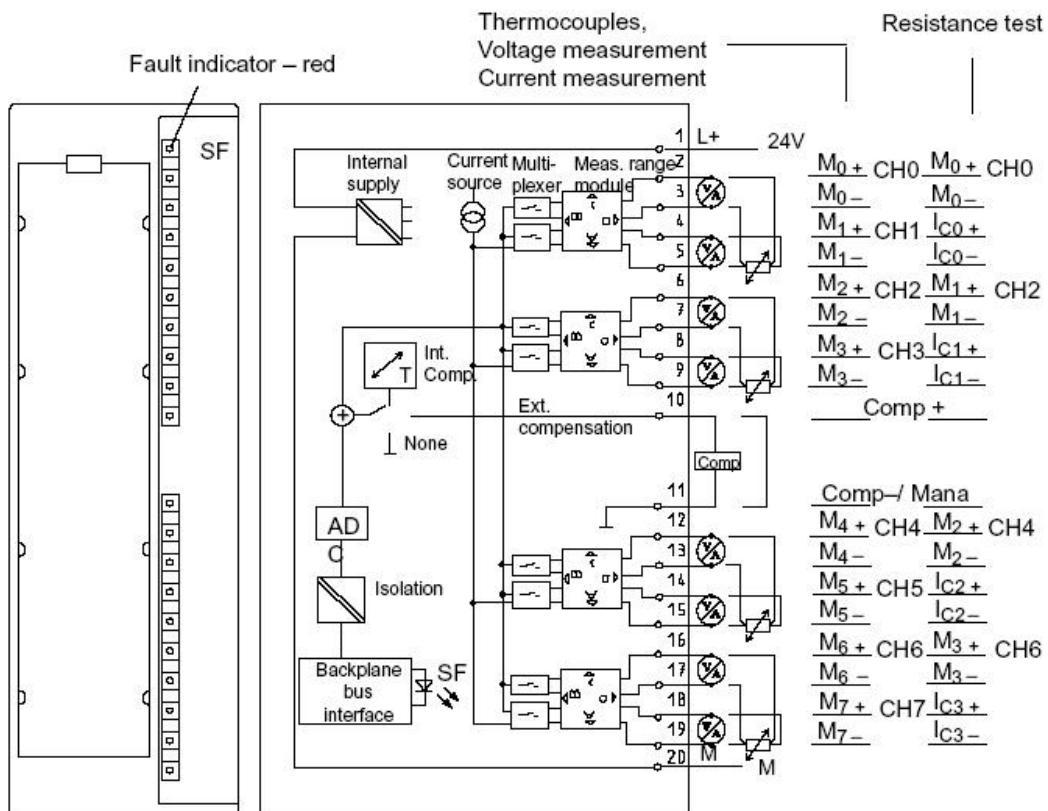 Thermocouples,
Voltage measurement
Current measurement
Resistance test
Fault indicator – red
SF
Internal
supply
Current
source
Multi-
plexer
Meas. range
module
1 L+ 24V
2
3
4
5
6
7
8
9
10
11
12
13
14
15
16
17
18
19
20
M
M
Int.
Comp.
T
Ext.
compensation
None
Comp
AD
C
Isolation
Backplane
bus
interface
SF
M0 + CH0 M0 + CH0
M0 – M0 –
M1 + CH1 IC0 +
M1 – IC0 –
M2 + CH2 M1 + CH2
M2 – M1 –
M3 + CH3 IC1 +
M3 – IC1 –
Comp +
Comp–/ Mana
M4 + CH4 M2 + CH4
M4 – M2 –
M5 + CH5 IC2 +
M5 – IC2 –
M6 + CH6 M3 + CH6
M6 – M3 –
M7 + CH7 IC3 +
M7 – IC3 –